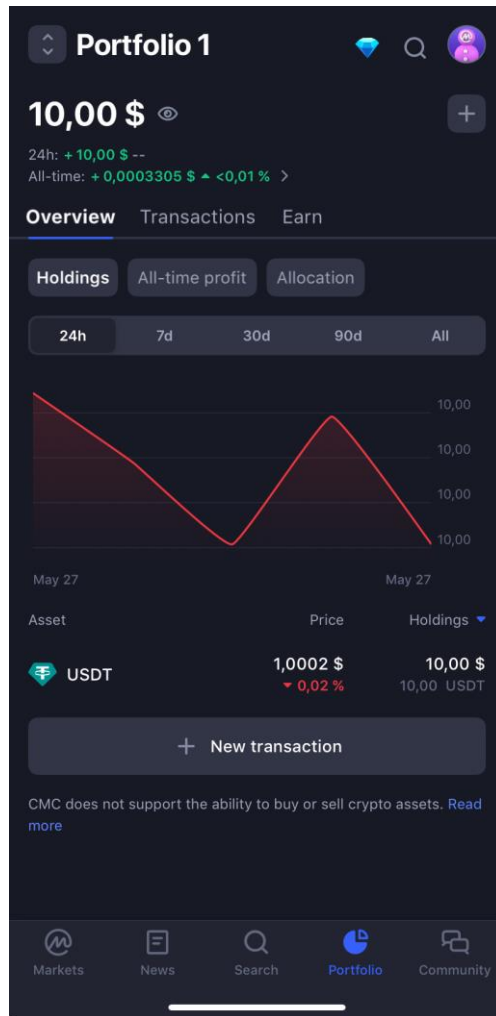 Portfolio 1
10,00 $
24h: + 10,00 $ --
All-time: + 0,0003305 $ ▲ <0,01 % >
Overview Transactions Earn
Holdings All-time profit Allocation
24h 7d 30d 90d All
10,00
10,00
10,00
10,00
May 27 May 27
Asset Price Holdings ▼
USDT 1,0002 $ 10,00 $
▼ 0,02 % 10,00 USDT
+ New transaction
CMC does not support the ability to buy or sell crypto assets. Read
more
Markets News Search Portfolio Community